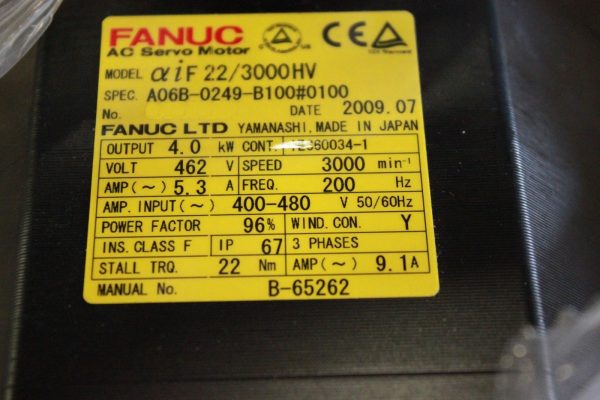 FANUC
AC Servo Motor
MODEL αiF 22/3000HV
SPEC. A06B-0249-B100#0100
No. DATE 2009.07
FANUC LTD YAMANASHI, MADE IN JAPAN
OUTPUT 4.0 kW CONT. 60034-1
VOLT 462 V SPEED 3000 min⁻¹
AMP(~) 5.3 A FREQ. 200 Hz
AMP. INPUT(~) 400-480 V 50/60Hz
POWER FACTOR 96% WIND. CON. Y
INS. CLASS F IP 67 3 PHASES
STALL TRQ. 22 Nm AMP(~) 9.1A
MANUAL No. B-65262